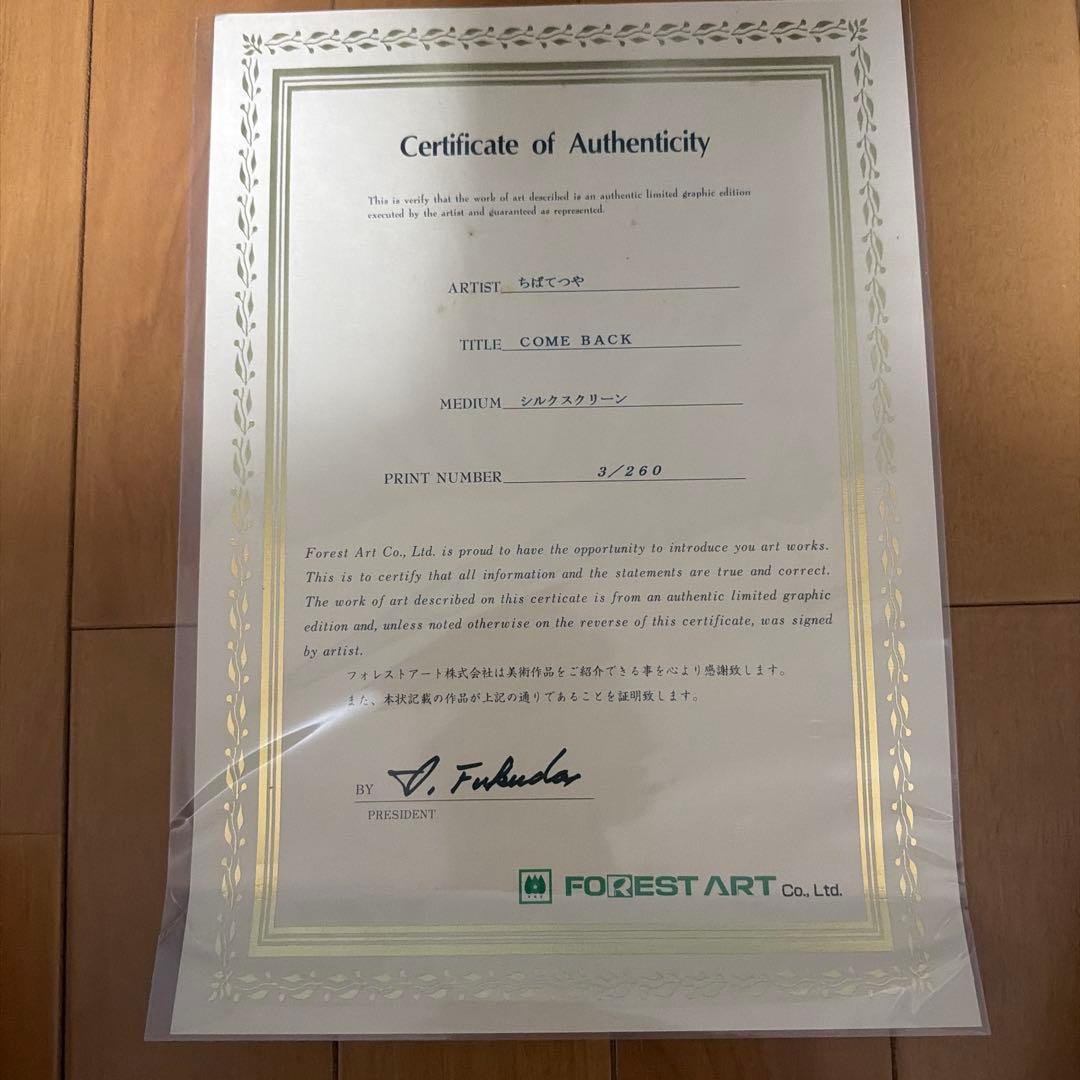 Certificate of Authenticity
This is verify that the work of art described is an authentic limited graphic edition
executed by the artist and guaranteed as represented.
ARTIST ちばてつや
TITLE COME BACK
MEDIUM シルクスクリーン
PRINT NUMBER 3/260
Forest Art Co., Ltd. is proud to have the opportunity to introduce you art works.
This is to certify that all information and the statements are true and correct.
The work of art described on this certicate is from an authentic limited graphic
edition and, unless noted otherwise on the reverse of this certificate, was signed
by artist.
フォレストアート株式会社は美術作品をご紹介できる事を心より感謝致します。
また、本状記載の作品が上記の通りであることを証明致します。
BY D. Fukuda
PRESIDENT
FOREST ART Co., Ltd.